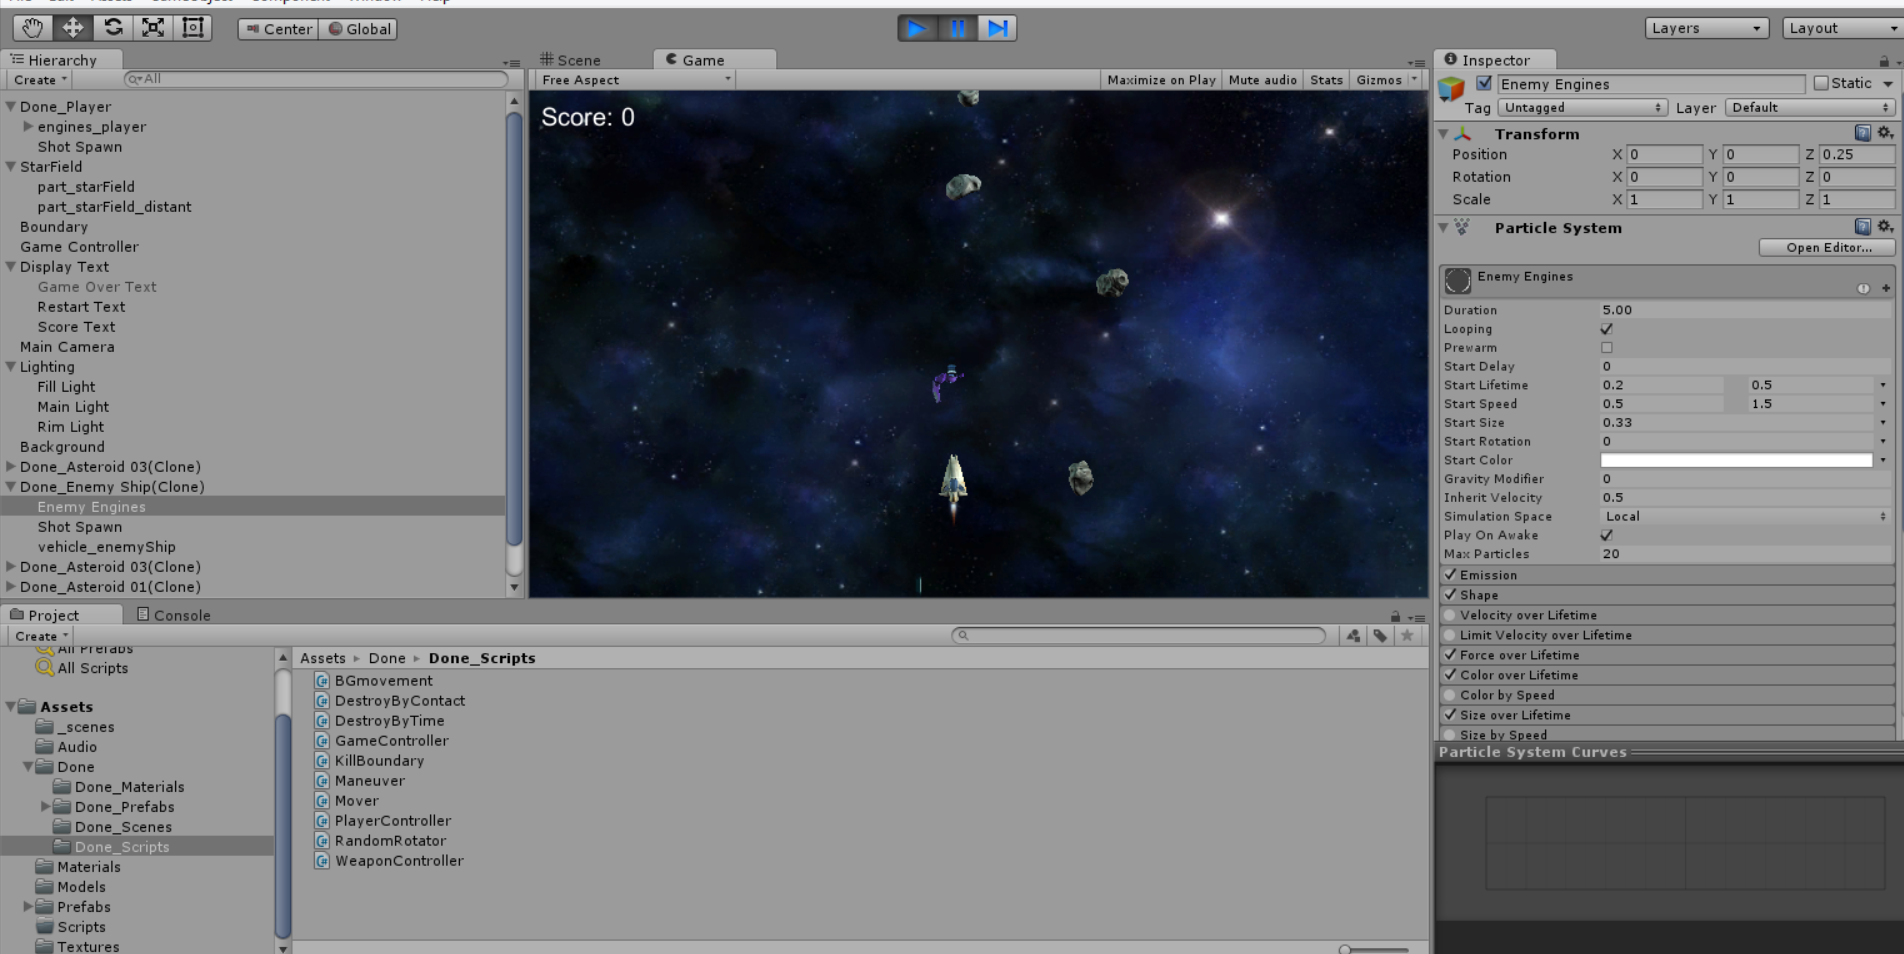 File Edit Assets GameObject Component Window Help
Center Global
Layers
Layout
Hierarchy
Create
All
Done_Player
engines_player
Shot Spawn
StarField
part_starField
part_starField_distant
Boundary
Game Controller
Display Text
Game Over Text
Restart Text
Score Text
Main Camera
Lighting
Fill Light
Main Light
Rim Light
Background
Done_Asteroid 03(Clone)
Done_Enemy Ship(Clone)
Enemy Engines
Shot Spawn
vehicle_enemyShip
Done_Asteroid 03(Clone)
Done_Asteroid 01(Clone)
Scene Game
Free Aspect
Maximize on Play Mute audio Stats Gizmos
Score: 0
Inspector
Enemy Engines
Static
Tag Untagged Layer Default
Transform
Position X 0 Y 0 Z 0.25
Rotation X 0 Y 0 Z 0
Scale X 1 Y 1 Z 1
Particle System
Open Editor...
Enemy Engines
Duration 5.00
Looping
Prewarm
Start Delay 0
Start Lifetime 0.2 0.5
Start Speed 0.5 1.5
Start Size 0.33
Start Rotation 0
Start Color
Gravity Modifier 0
Inherit Velocity 0.5
Simulation Space Local
Play On Awake
Max Particles 20
Emission
Shape
Velocity over Lifetime
Limit Velocity over Lifetime
Force over Lifetime
Color over Lifetime
Color by Speed
Size over Lifetime
Size by Speed
Particle System Curves
Project Console
Create
All Prefabs
All Scripts
Assets
_scenes
Audio
Done
Done_Materials
Done_Prefabs
Done_Scenes
Done_Scripts
Materials
Models
Prefabs
Scripts
Textures
Assets Done Done_Scripts
BGmovement
DestroyByContact
DestroyByTime
GameController
KillBoundary
Maneuver
Mover
PlayerController
RandomRotator
WeaponController